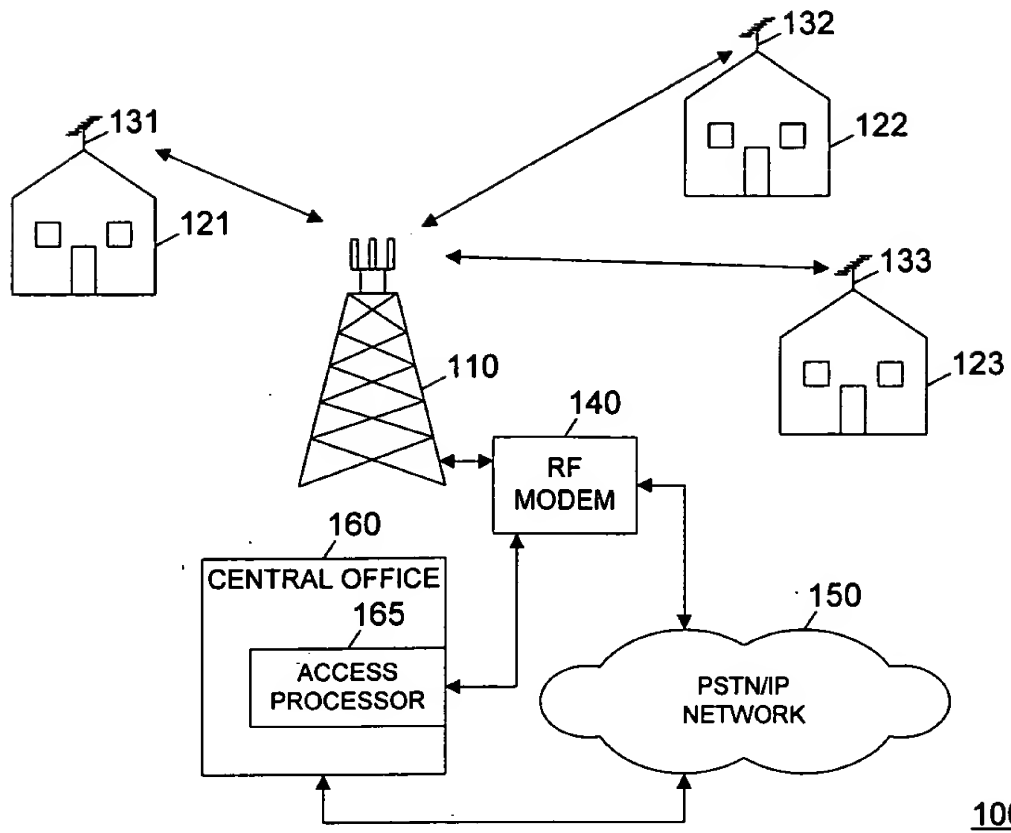 132
131
122
121
133
110
123
140
RF
MODEM
160
CENTRAL OFFICE
165
150
ACCESS
PROCESSOR
PSTN/IP
NETWORK
100